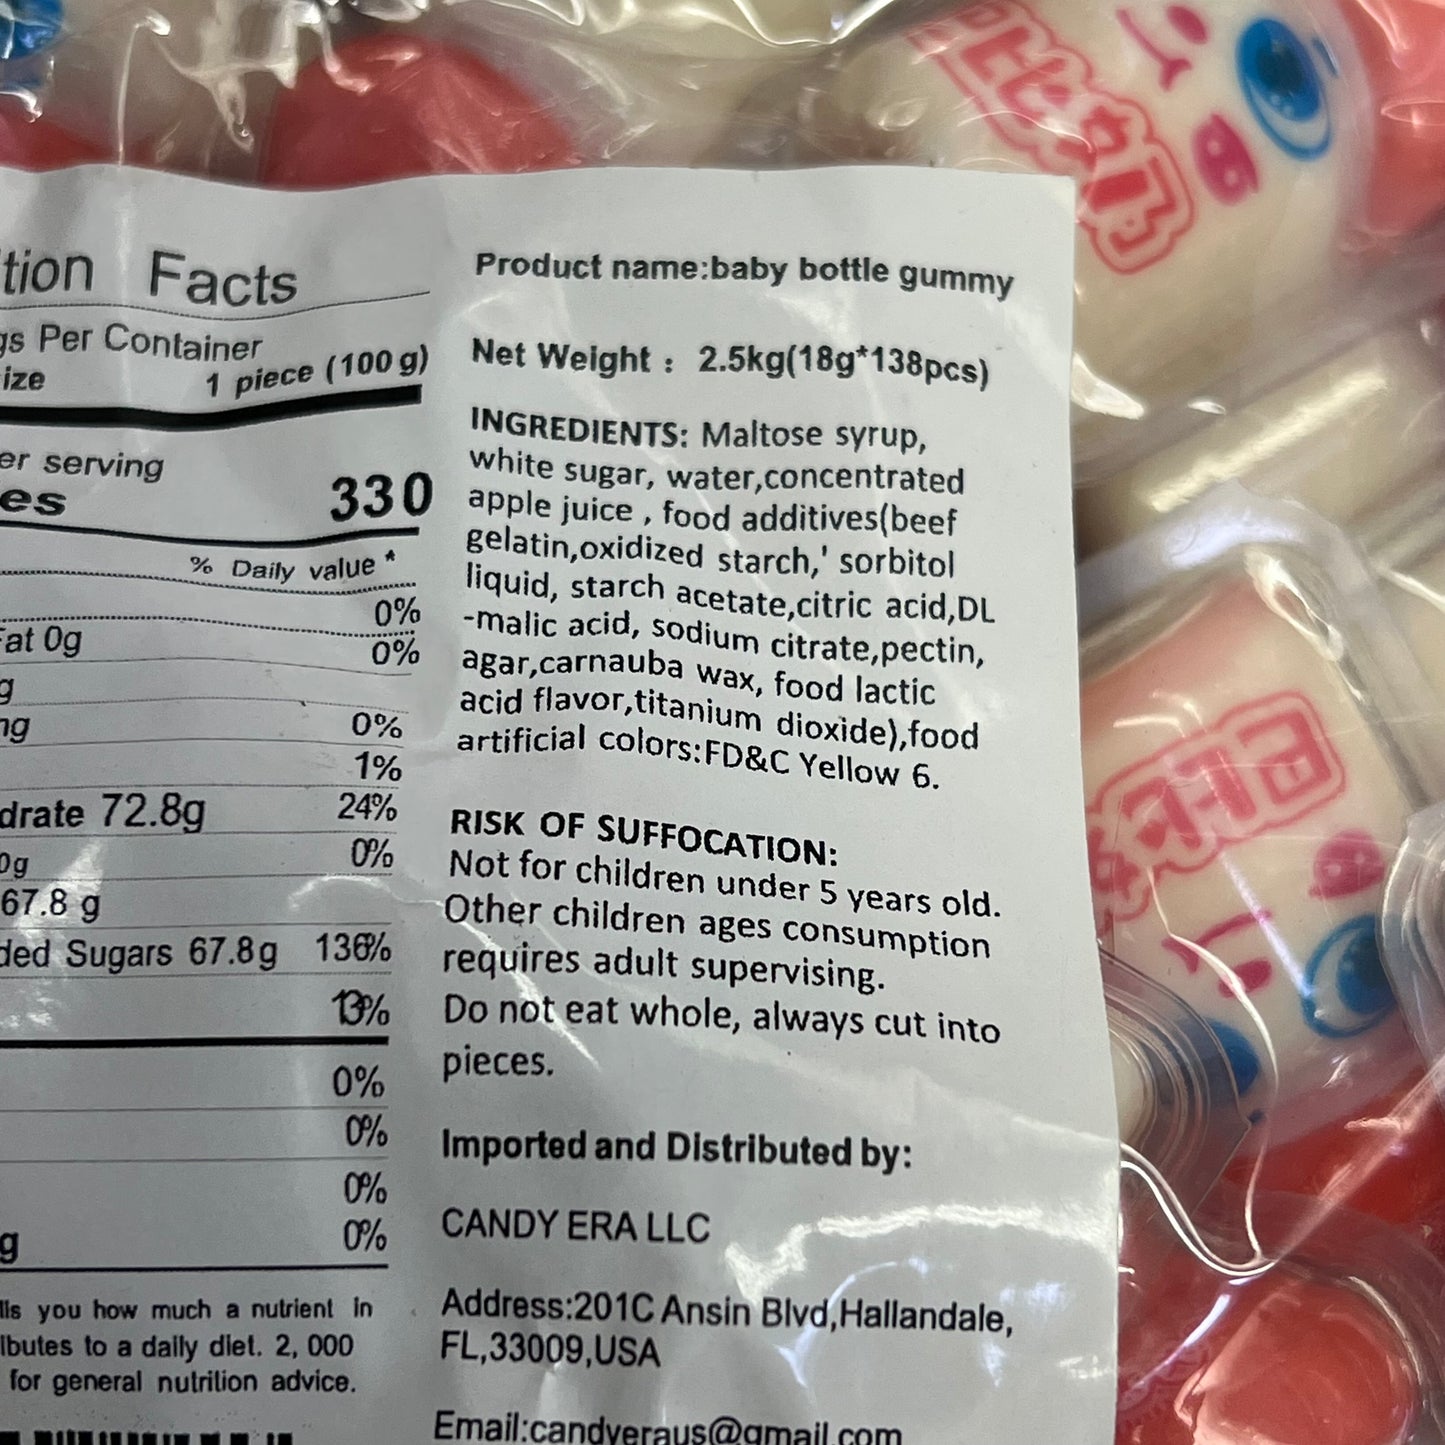 tion Facts
gs Per Container
ize 1 piece (100 g)
er serving
es 330
% Daily value *
0%
Fat 0g 0%
g
ng 0%
1%
drate 72.8g 24%
0g 0%
67.8 g
ded Sugars 67.8g 136%
13%
0%
0%
0%
g 0%
lls you how much a nutrient in
ibutes to a daily diet. 2, 000
for general nutrition advice.
Product name:baby bottle gummy
Net Weight : 2.5kg(18g*138pcs)
INGREDIENTS: Maltose syrup,
white sugar, water,concentrated
apple juice , food additives(beef
gelatin,oxidized starch,' sorbitol
liquid, starch acetate,citric acid,DL
-malic acid, sodium citrate,pectin,
agar,carnauba wax, food lactic
acid flavor,titanium dioxide),food
artificial colors:FD&C Yellow 6.
RISK OF SUFFOCATION:
Not for children under 5 years old.
Other children ages consumption
requires adult supervising.
Do not eat whole, always cut into
pieces.
Imported and Distributed by:
CANDY ERA LLC
Address:201C Ansin Blvd,Hallandale,
FL,33009,USA
Email:candyeraus@gmail.com